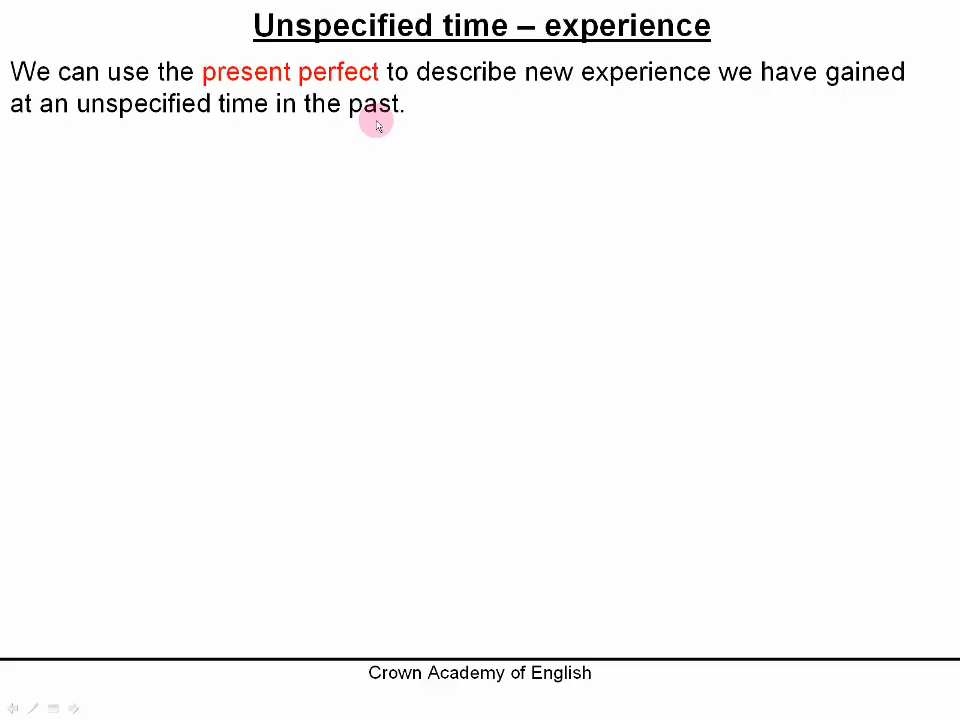 Unspecified time – experience
We can use the present perfect to describe new experience we have gained
at an unspecified time in the past.
Crown Academy of English